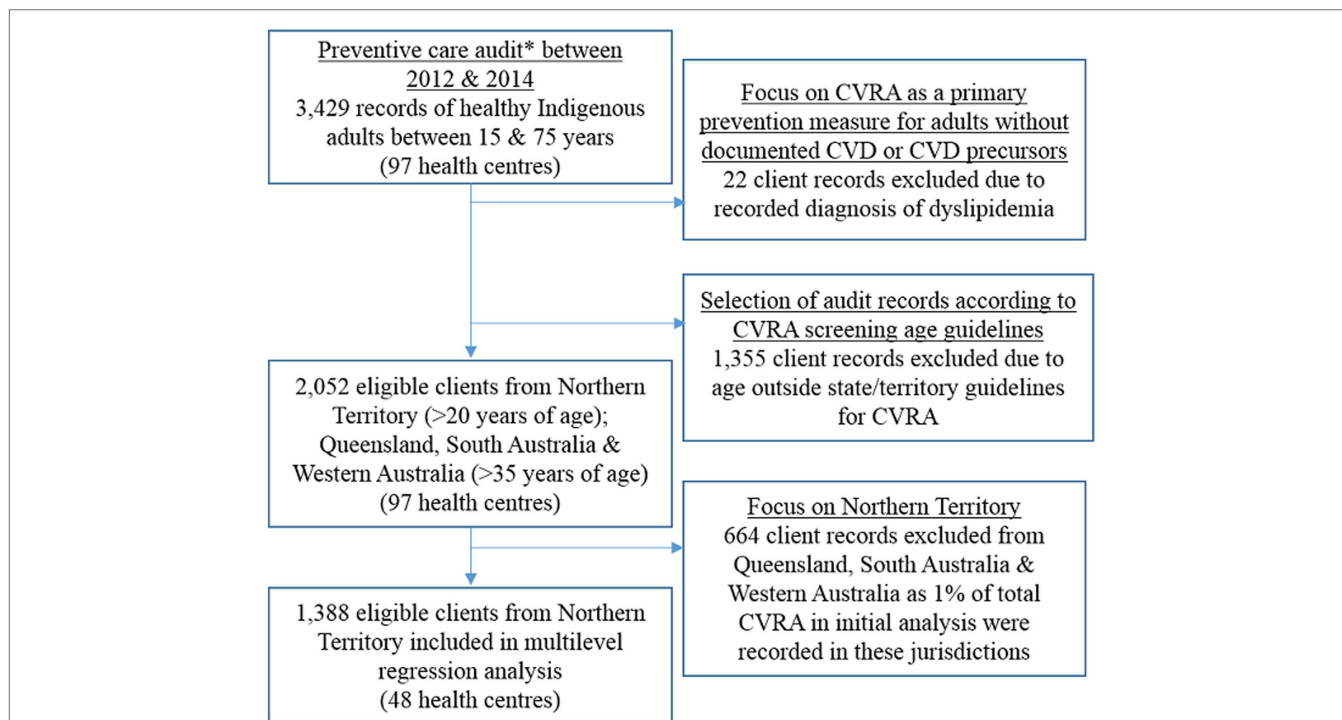 Preventive care audit* between
2012 & 2014
3,429 records of healthy Indigenous
adults between 15 & 75 years
(97 health centres)
Focus on CVRA as a primary
prevention measure for adults without
documented CVD or CVD precursors
22 client records excluded due to
recorded diagnosis of dyslipidemia
Selection of audit records according to
CVRA screening age guidelines
1,355 client records excluded due to
age outside state/territory guidelines
for CVRA
2,052 eligible clients from Northern
Territory (>20 years of age);
Queensland, South Australia &
Western Australia (>35 years of age)
(97 health centres)
Focus on Northern Territory
664 client records excluded from
Queensland, South Australia &
Western Australia as 1% of total
CVRA in initial analysis were
recorded in these jurisdictions
1,388 eligible clients from Northern
Territory included in multilevel
regression analysis
(48 health centres)